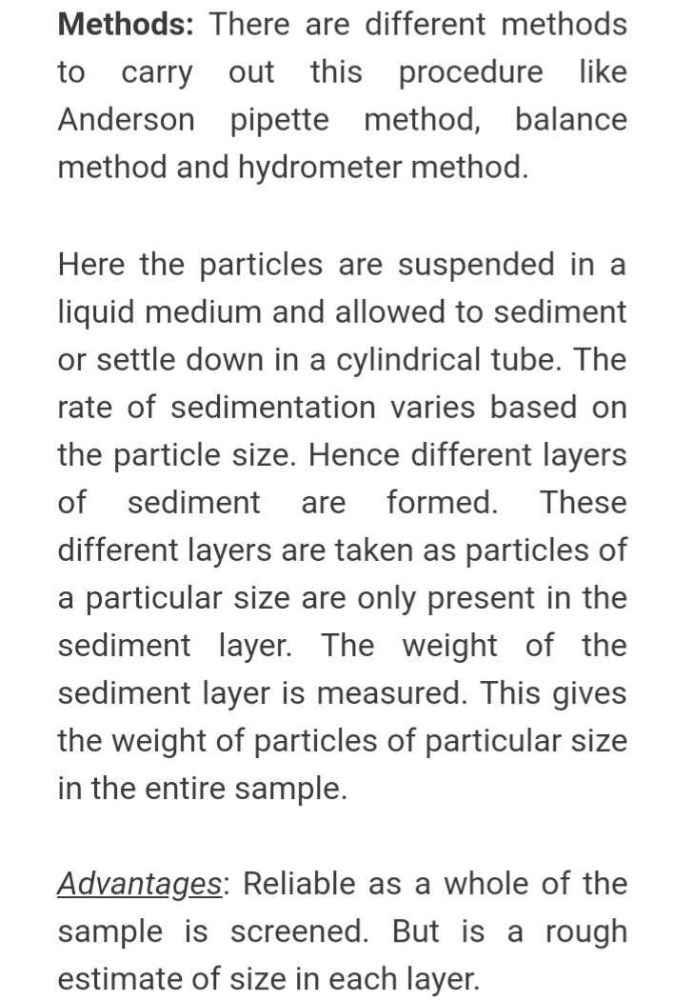 Methods: There are different methods
to carry out this procedure like
Anderson pipette method, balance
method and hydrometer method.
Here the particles are suspended in a
liquid medium and allowed to sediment
or settle down in a cylindrical tube. The
rate of sedimentation varies based on
the particle size. Hence different layers
of sediment are formed. These
different layers are taken as particles of
a particular size are only present in the
sediment layer. The weight of the
sediment layer is measured. This gives
the weight of particles of particular size
in the entire sample.
Advantages: Reliable as a whole of the
sample is screened. But is a rough
estimate of size in each layer.